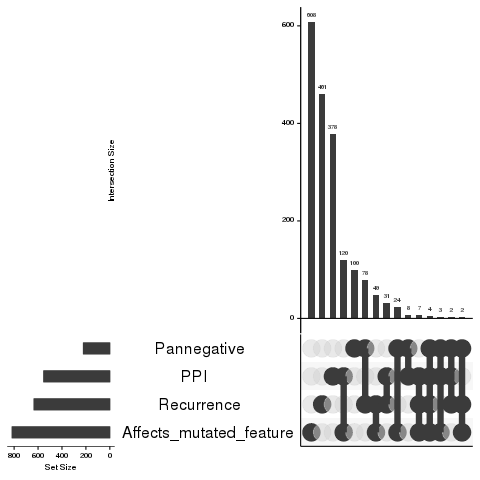 600
400
200
0
Intersection Size
608
461
378
120
100
78
48
31
24
8
7
4
3
2
2
Pannegative
PPI
Recurrence
Affects_mutated_feature
800 600 400 200 0
Set Size